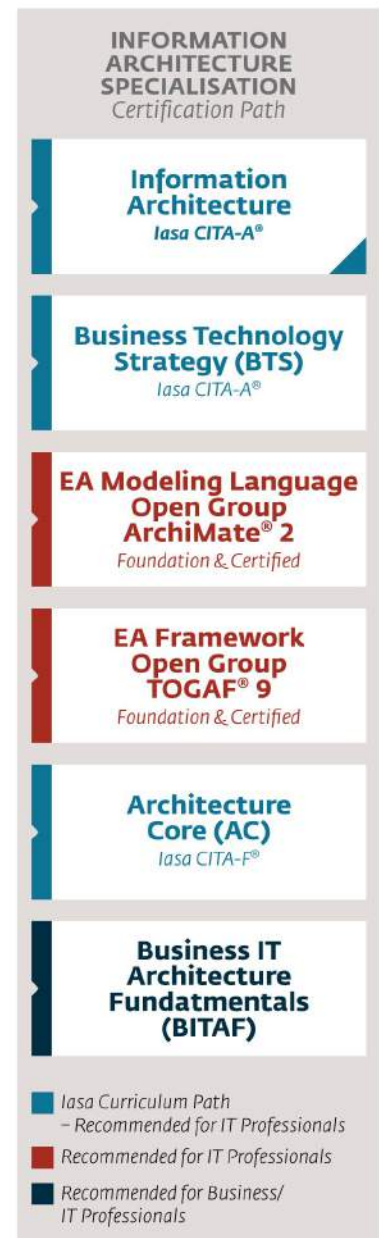 INFORMATION
ARCHITECTURE
SPECIALISATION
Certification Path
Information
Architecture
Iasa CITA-A®
Business Technology
Strategy (BTS)
Iasa CITA-A®
EA Modeling Language
Open Group
ArchiMate® 2
Foundation & Certified
EA Framework
Open Group
TOGAF® 9
Foundation & Certified
Architecture
Core (AC)
Iasa CITA-F®
Business IT
Architecture
Fundatmentals
(BITAF)
Iasa Curriculum Path
– Recommended for IT Professionals
Recommended for IT Professionals
Recommended for Business/
IT Professionals